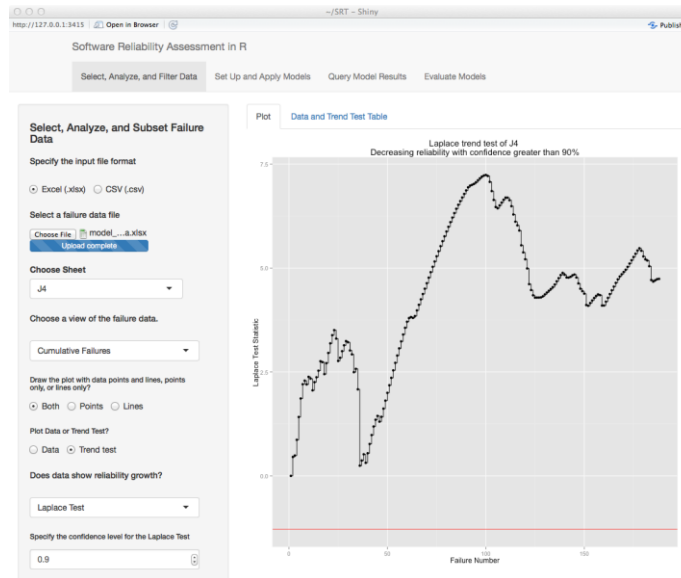 ~/SRT - Shiny
http://127.0.0.1:3415 Open in Browser Publish
Software Reliability Assessment in R
Select, Analyze, and Filter Data Set Up and Apply Models Query Model Results Evaluate Models
Select, Analyze, and Subset Failure
Data
Specify the input file format
Excel (.xlsx) CSV (.csv)
Select a failure data file
Choose File model_...a.xlsx
Upload complete
Choose Sheet
J4
Choose a view of the failure data.
Cumulative Failures
Draw the plot with data points and lines, points
only, or lines only?
Both Points Lines
Plot Data or Trend Test?
Data Trend test
Does data show reliability growth?
Laplace Test
Specify the confidence level for the Laplace Test
0.9
Plot Data and Trend Test Table
Laplace trend test of J4
Decreasing reliability with confidence greater than 90%
Laplace Test Statistic
7.5
5.0
2.5
0.0
0 50 100 150
Failure Number